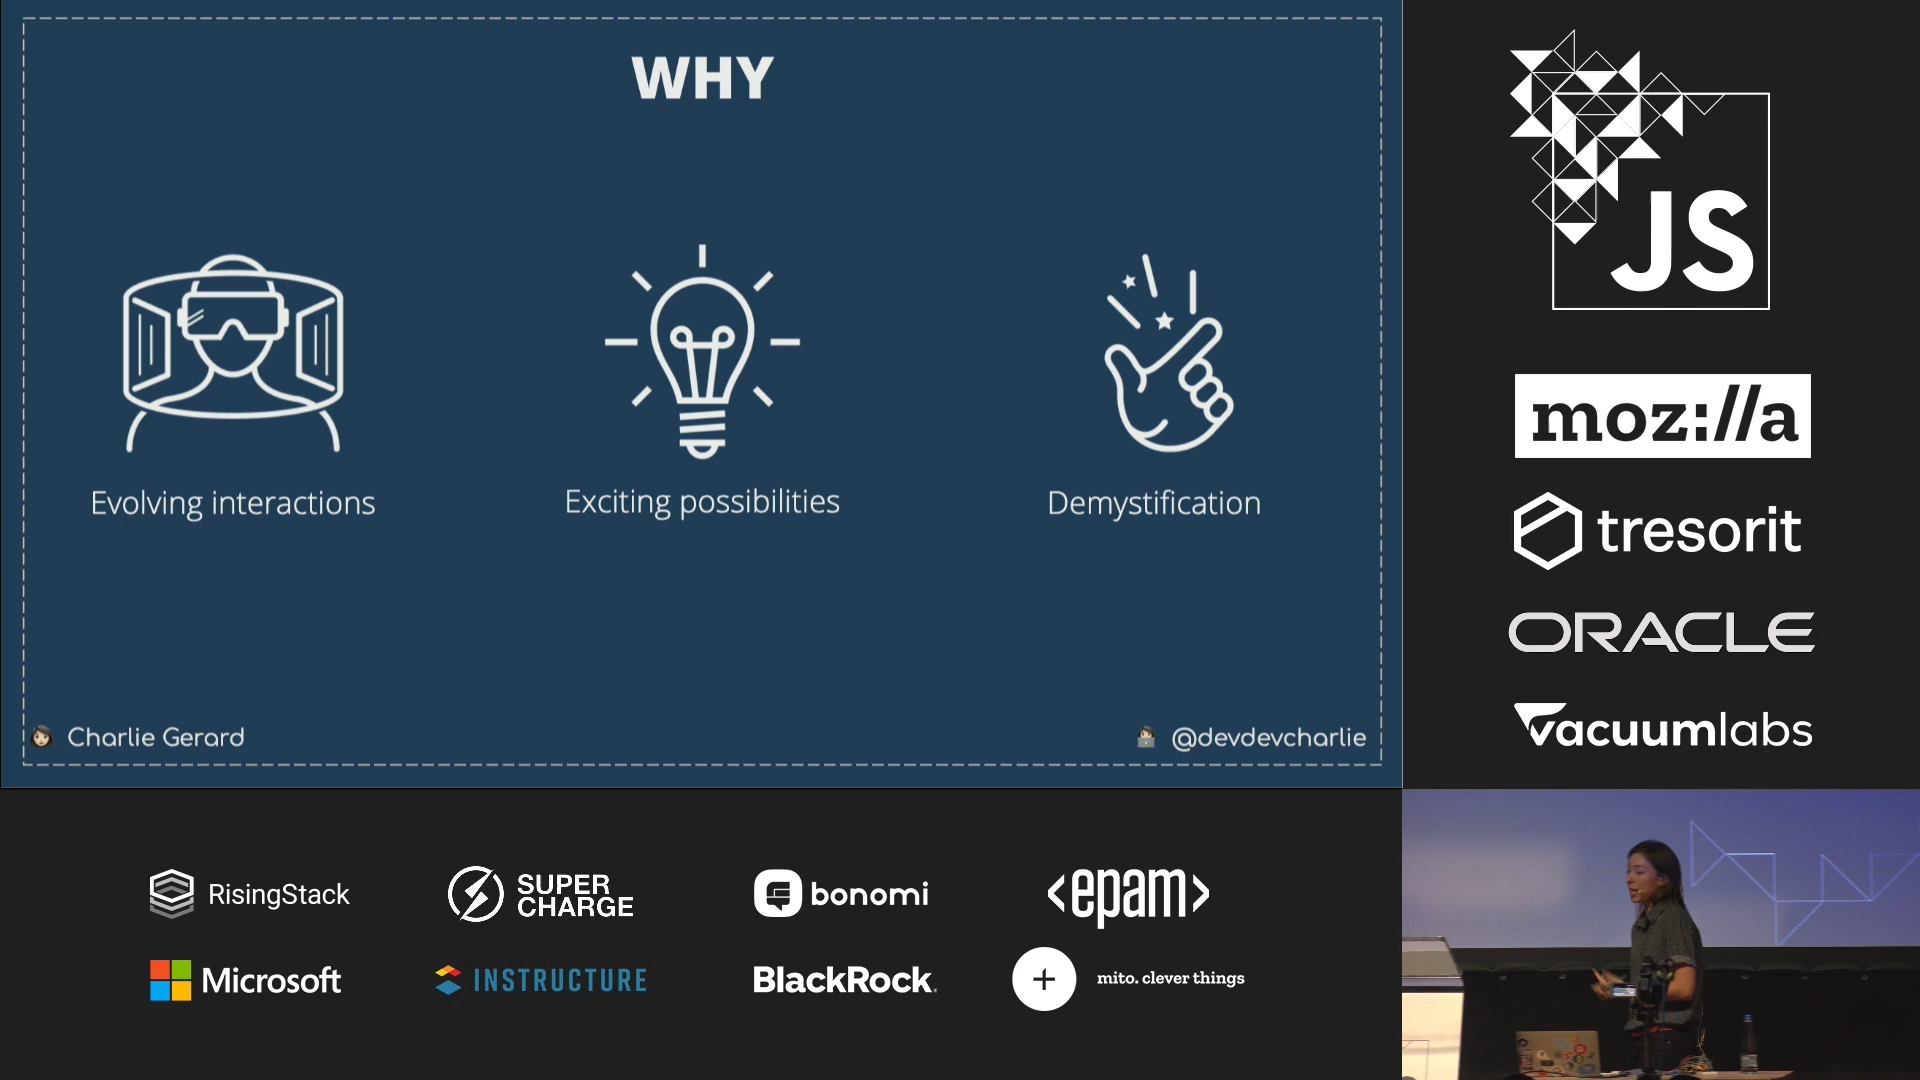 WHY
Evolving interactions
Exciting possibilities
Demystification
Charlie Gerard
@devdevcharlie
JS
moz://a
tresorit
ORACLE
vacuumlabs
RisingStack
SUPER
CHARGE
bonomi
<epam>
Microsoft
INSTRUCTURE
BlackRock.
mito. clever things